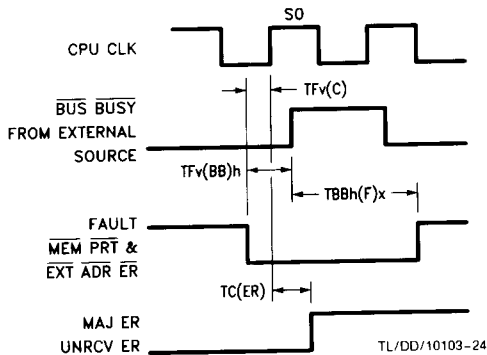 S0
CPU CLK
TFv(C)
BUS BUSY
FROM EXTERNAL
SOURCE
TFv(BB)h
TBBh(F)x
FAULT
MEM PRT &
EXT ADR ER
TC(ER)
MAJ ER
UNRCV ER
TL/DD/10103-24